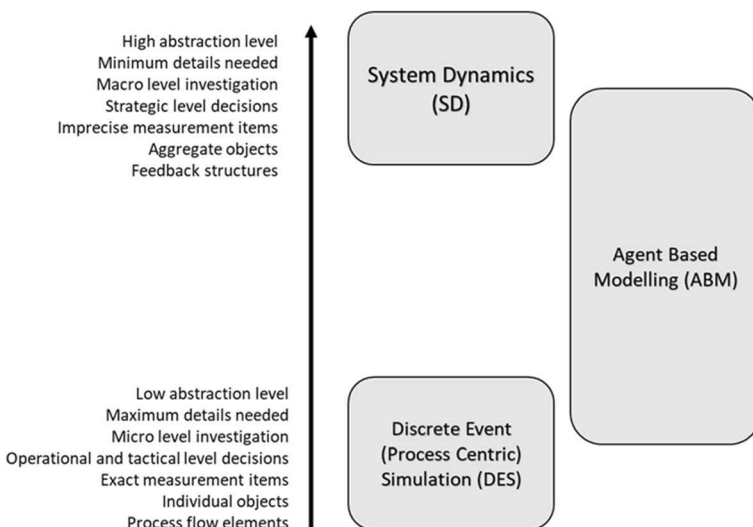 High abstraction level
Minimum details needed
Macro level investigation
Strategic level decisions
Imprecise measurement items
Aggregate objects
Feedback structures
System Dynamics
(SD)
Agent Based
Modelling (ABM)
Low abstraction level
Maximum details needed
Micro level investigation
Operational and tactical level decisions
Exact measurement items
Individual objects
Process flow elements
Discrete Event
(Process Centric)
Simulation (DES)